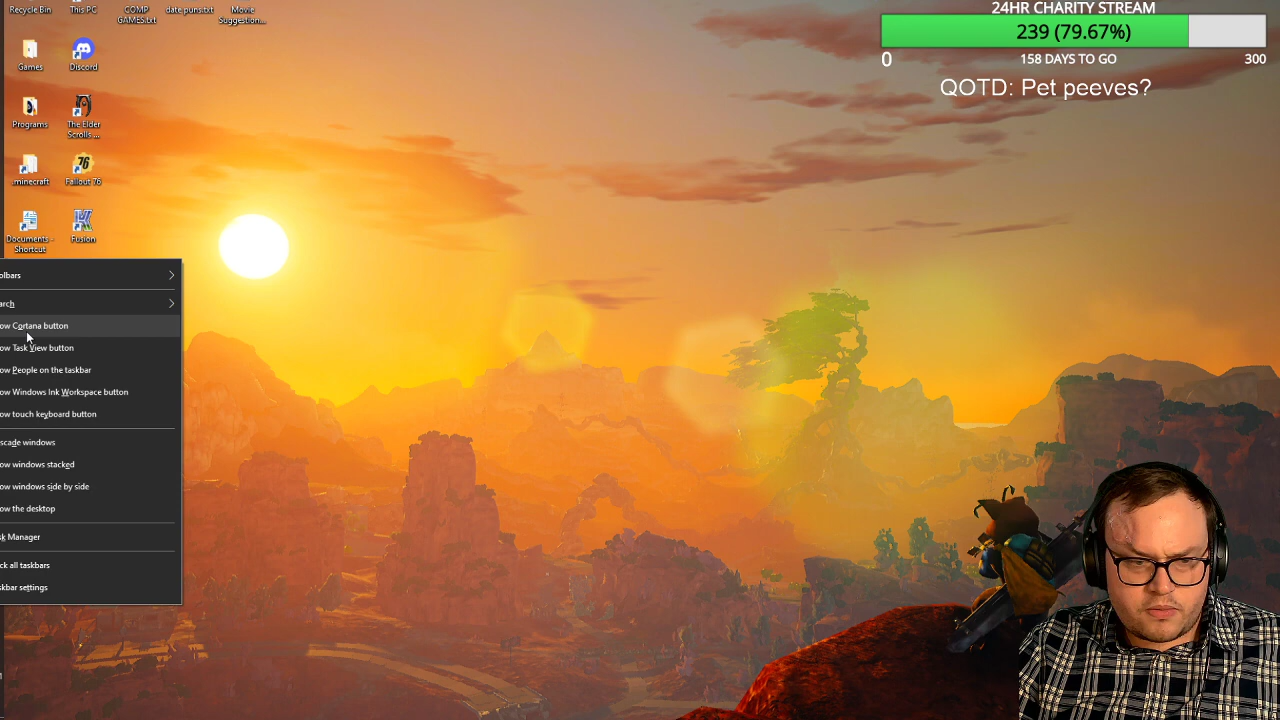 Recycle Bin
This PC
COMP
GAMES.txt
date puns.txt
Movie
Suggestion...
Games
Discord
Programs
The Elder
Scrolls ...
.minecraft
Fallout 76
76
Documents -
Shortcut
Fusion
olbars
arch
ow Cortana button
ow Task View button
ow People on the taskbar
ow Windows Ink Workspace button
ow touch keyboard button
scade windows
ow windows stacked
ow windows side by side
ow the desktop
sk Manager
ck all taskbars
skbar settings
24HR CHARITY STREAM
239 (79.67%)
0
158 DAYS TO GO
300
QOTD: Pet peeves?